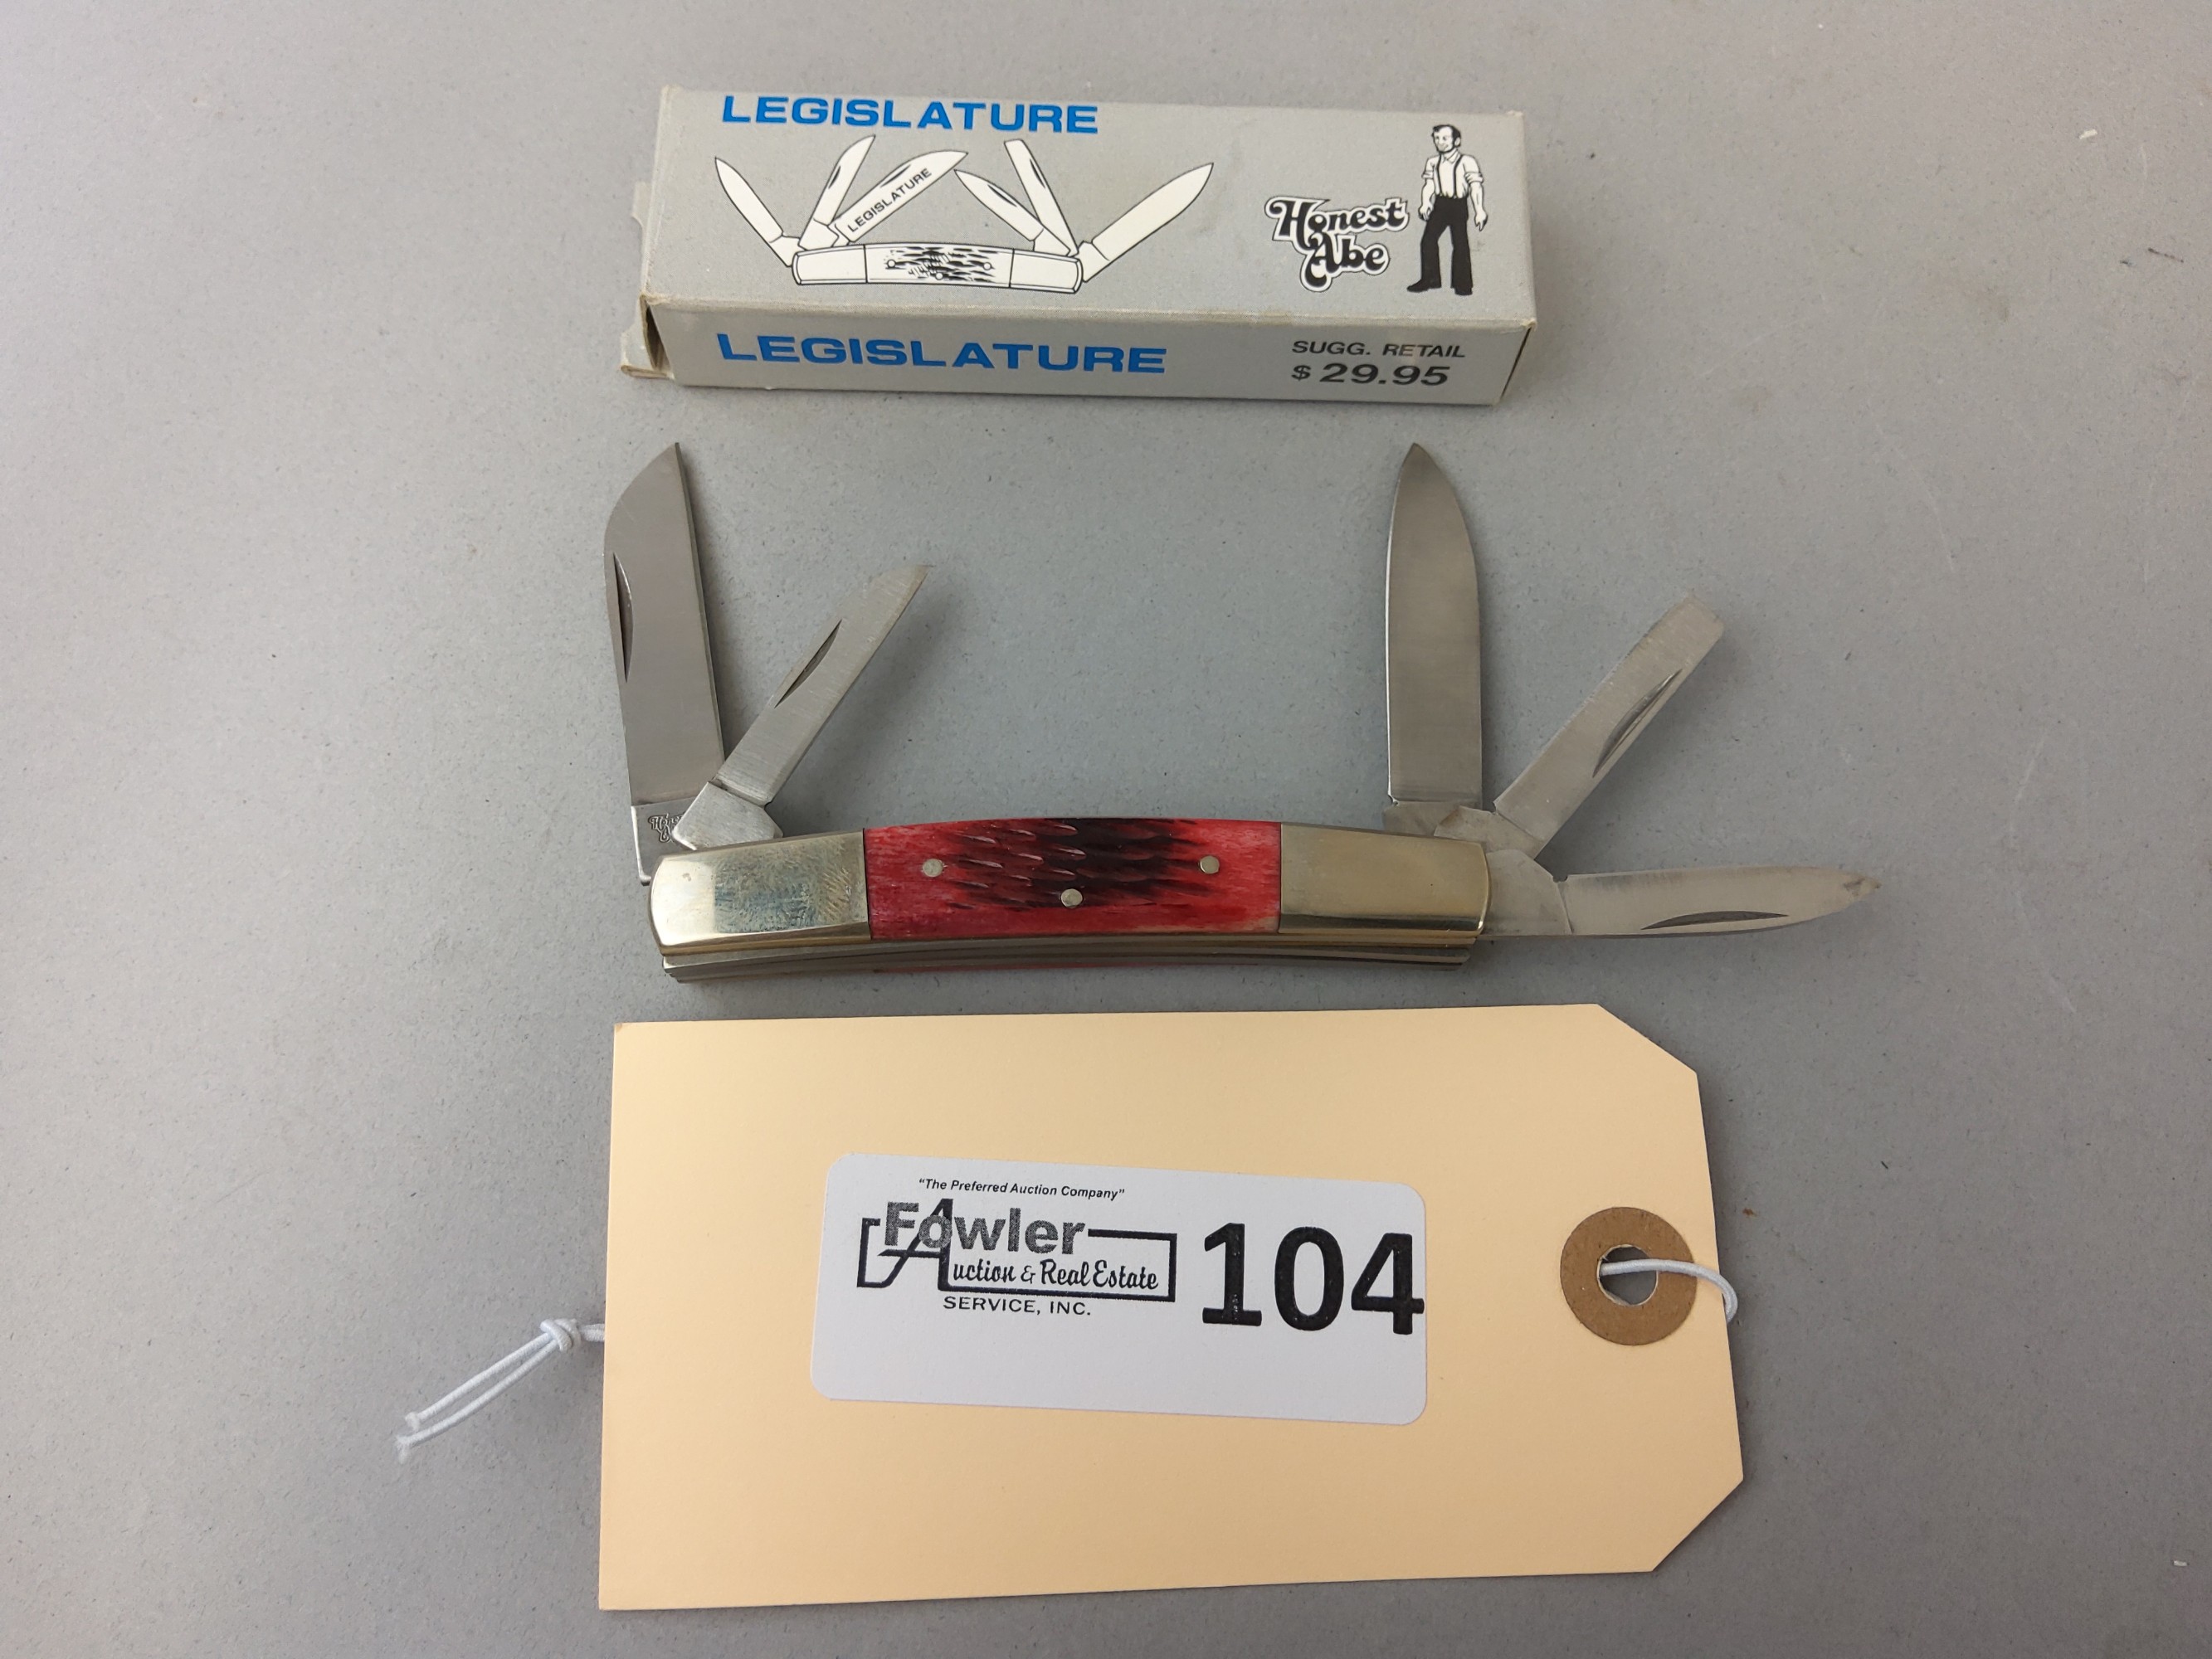 LEGISLATURE
LEGISLATURE
Honest
Abe
LEGISLATURE
SUGG. RETAIL
$29.95
"The Preferred Auction Company"
Fowler
Auction & Real Estate
SERVICE, INC.
104